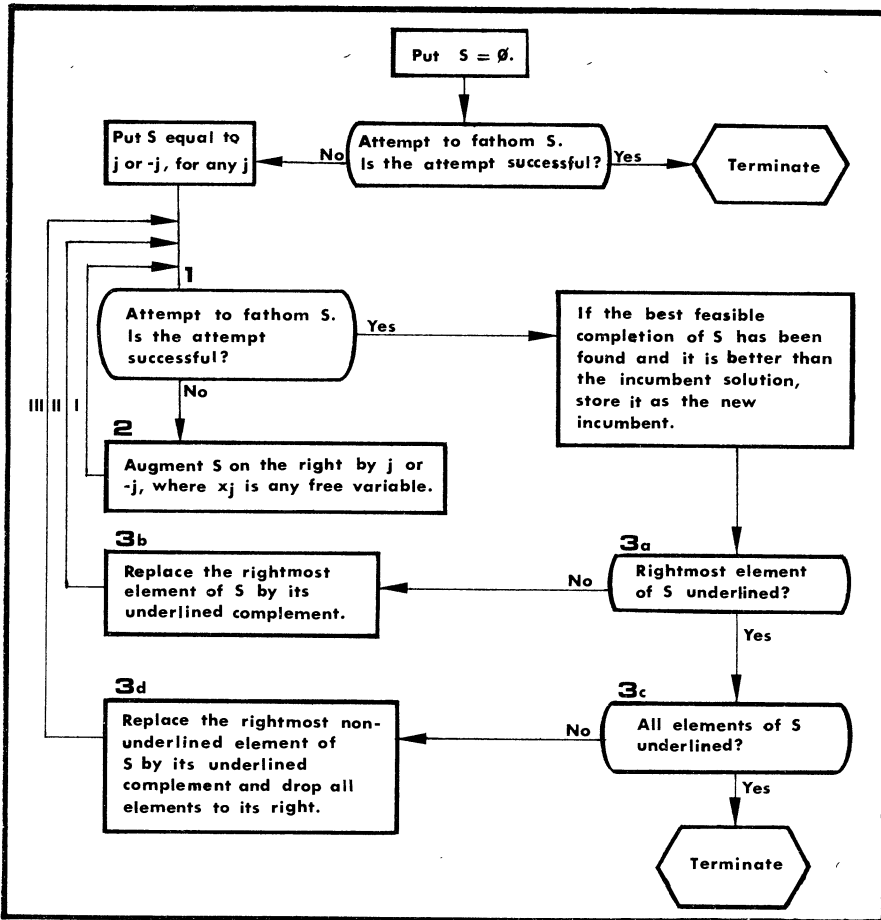 Put S = Ø.
Put S equal to
j or -j, for any j
No
Attempt to fathom S.
Is the attempt successful?
Yes
Terminate
1
Attempt to fathom S.
Is the attempt
successful?
Yes
If the best feasible
completion of S has been
found and it is better than
the incumbent solution,
store it as the new
incumbent.
No
III II I
2
Augment S on the right by j or
-j, where xj is any free variable.
3b
Replace the rightmost
element of S by its
underlined complement.
No
3a
Rightmost element
of S underlined?
Yes
3d
Replace the rightmost non-
underlined element of
S by its underlined
complement and drop all
elements to its right.
No
3c
All elements of S
underlined?
Yes
Terminate